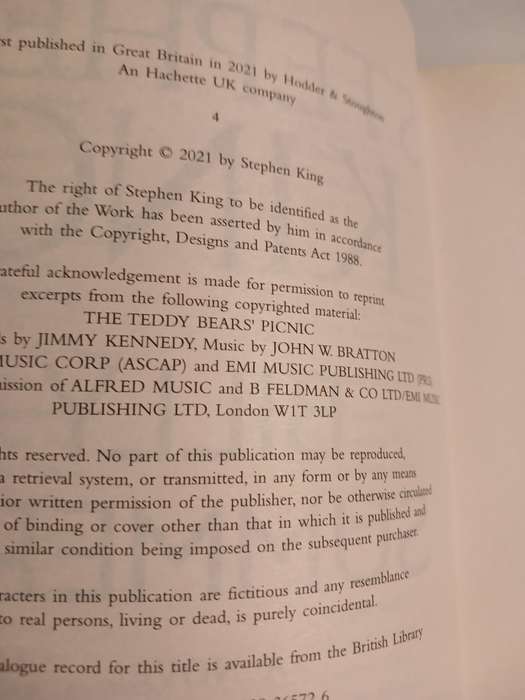 rst published in Great Britain in 2021 by Hodder & Stoughton
An Hachette UK company
4
Copyright © 2021 by Stephen King
The right of Stephen King to be identified as the
uthor of the Work has been asserted by him in accordance
with the Copyright, Designs and Patents Act 1988.
ateful acknowledgement is made for permission to reprint
excerpts from the following copyrighted material:
THE TEDDY BEARS' PICNIC
s by JIMMY KENNEDY, Music by JOHN W. BRATTON
MUSIC CORP (ASCAP) and EMI MUSIC PUBLISHING LTD (PRS)
ission of ALFRED MUSIC and B FELDMAN & CO LTD/EMI MUSIC
PUBLISHING LTD, London W1T 3LP
hts reserved. No part of this publication may be reproduced,
a retrieval system, or transmitted, in any form or by any means
ior written permission of the publisher, nor be otherwise circulated
of binding or cover other than that in which it is published and
similar condition being imposed on the subsequent purchaser.
racters in this publication are fictitious and any resemblance
to real persons, living or dead, is purely coincidental.
alogue record for this title is available from the British Library